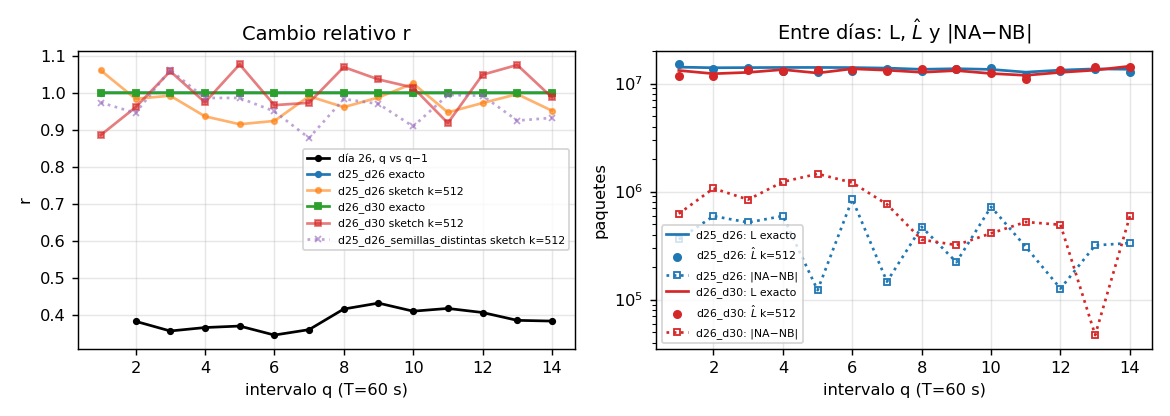 Cambio relativo r
1.1
1.0
0.9
0.8
0.7
0.6
0.5
0.4
r
día 26, q vs q−1
d25_d26 exacto
d25_d26 sketch k=512
d26_d30 exacto
d26_d30 sketch k=512
d25_d26_semillas_distintas sketch k=512
2 4 6 8 10 12 14
intervalo q (T=60 s)
Entre días: L, L̂ y |NA−NB|
10⁷
10⁶
10⁵
paquetes
d25_d26: L exacto
d25_d26: L̂ k=512
d25_d26: |NA−NB|
d26_d30: L exacto
d26_d30: L̂ k=512
d26_d30: |NA−NB|
2 4 6 8 10 12 14
intervalo q (T=60 s)